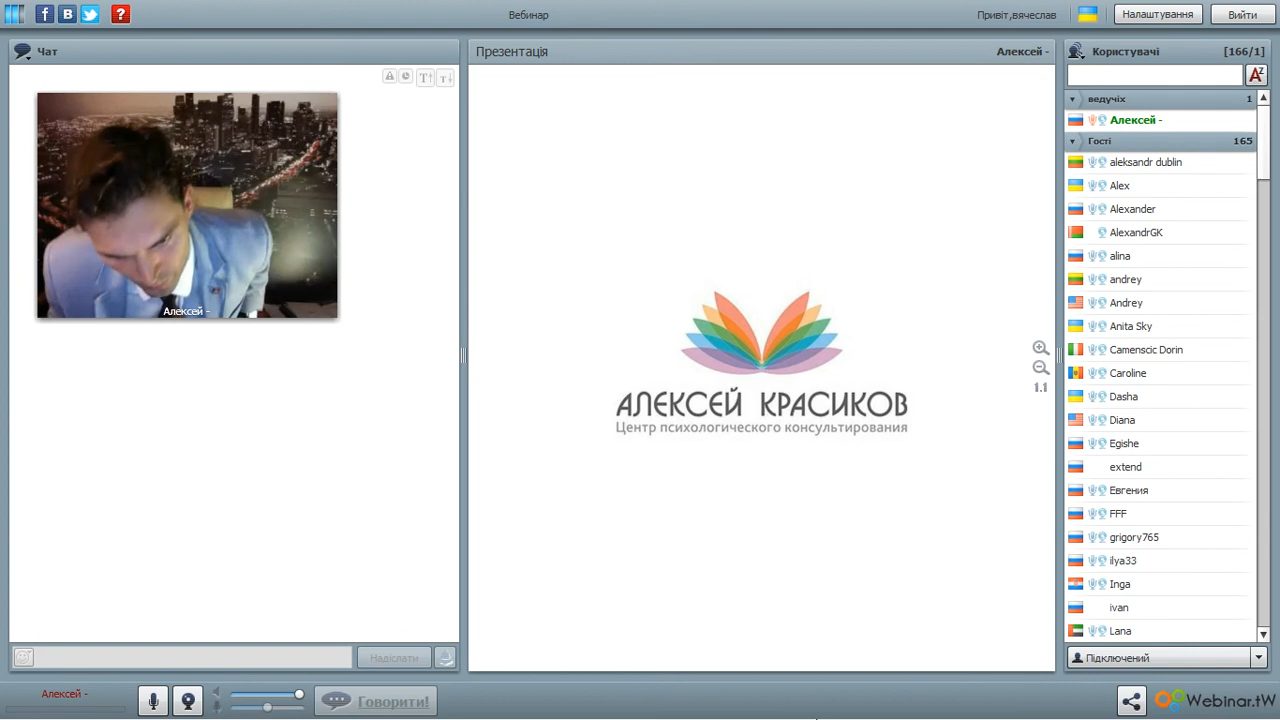 f B ?
Вебинар
Привіт,вячеслав
Налаштування
Вийти
Чат
T T
Алексей -
Надіслати
Презентація
Алексей -
АЛЕКСЕЙ КРАСИКОВ
Центр психологического консультирования
1.1
Користувачі [166/1]
AZ
ведучіх 1
Алексей -
Гості 165
aleksandr dublin
Alex
Alexander
AlexandrGK
alina
andrey
Andrey
Anita Sky
Camenscic Dorin
Caroline
Dasha
Diana
Egishe
extend
Евгения
FFF
grigory765
ilya33
Inga
ivan
Lana
Підключений
Алексей -
Говорити!
Webinar.tW